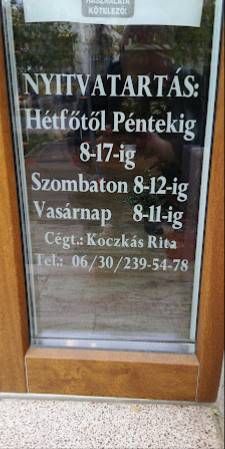 HASZNÁLATA
KÖTELEZŐ!
NYITVATARTÁS:
Hétfőtől Péntekig
8-17-ig
Szombaton 8-12-ig
Vasárnap 8-11-ig
Cégt.: Koczkás Rita
Tel.: 06/30/239-54-78